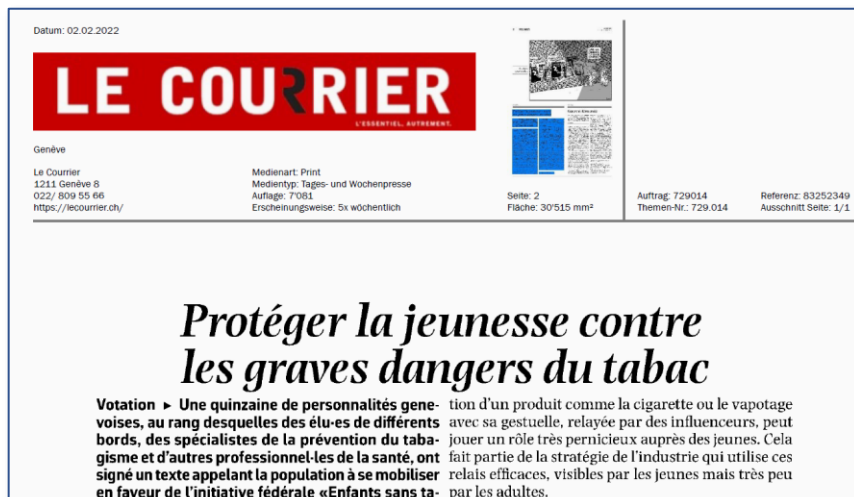 Datum: 02.02.2022
LE COURRIER
L'ESSENTIEL, AUTREMENT.
Genève
Le Courrier
1211 Genève 8
022/ 809 55 66
https://lecourrier.ch/
Medienart: Print
Medientyp: Tages- und Wochenpresse
Auflage: 7'081
Erscheinungsweise: 5x wöchentlich
Seite: 2
Fläche: 30'515 mm²
Auftrag: 729014
Themen-Nr.: 729.014
Referenz: 83252349
Ausschnitt Seite: 1/1
Protéger la jeunesse contre
les graves dangers du tabac
Votation ► Une quinzaine de personnalités gene-
voises, au rang desquelles des élu·es de différents
bords, des spécialistes de la prévention du taba-
gisme et d'autres professionnel·les de la santé, ont
signé un texte appelant la population à se mobiliser
en faveur de l'initiative fédérale «Enfants sans ta-
tion d'un produit comme la cigarette ou le vapotage
avec sa gestuelle, relayée par des influenceurs, peut
jouer un rôle très pernicieux auprès des jeunes. Cela
fait partie de la stratégie de l'industrie qui utilise ces
relais efficaces, visibles par les jeunes mais très peu
par les adultes.